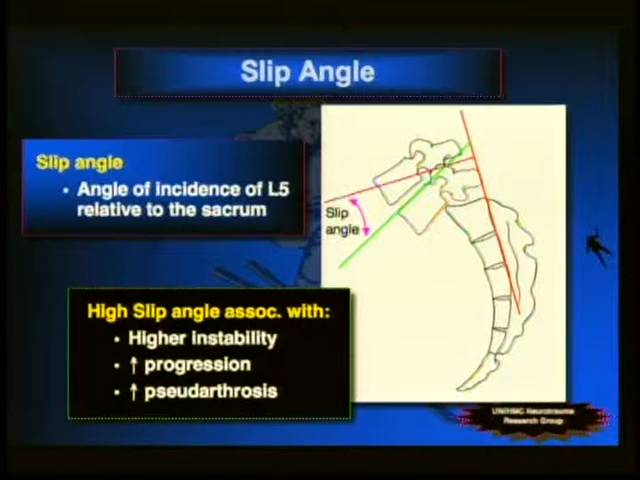 Slip Angle
Slip angle
• Angle of incidence of L5
relative to the sacrum
Slip
angle
High Slip angle assoc. with:
• Higher instability
• ↑ progression
• ↑ pseudarthrosis
Neurotrauma
Research Group